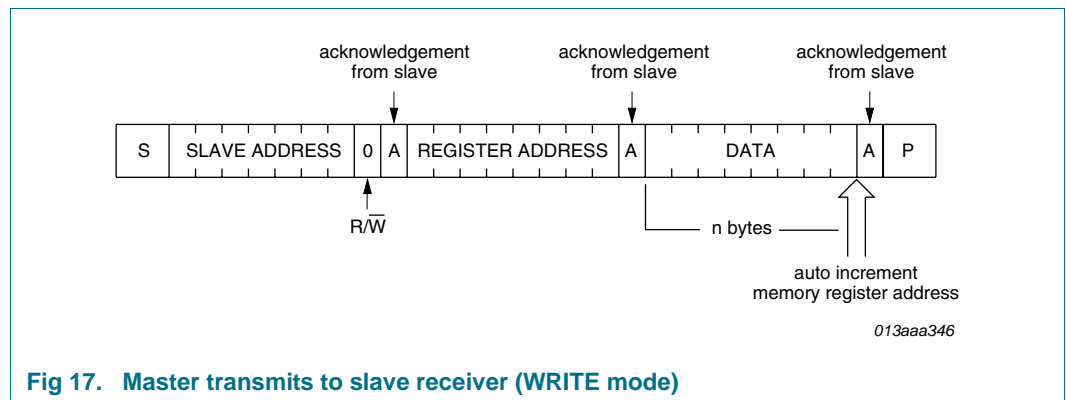 acknowledgement
from slave
acknowledgement
from slave
acknowledgement
from slave
S SLAVE ADDRESS 0 A REGISTER ADDRESS A DATA A P
R/W̅
n bytes
auto increment
memory register address
013aaa346
Fig 17. Master transmits to slave receiver (WRITE mode)